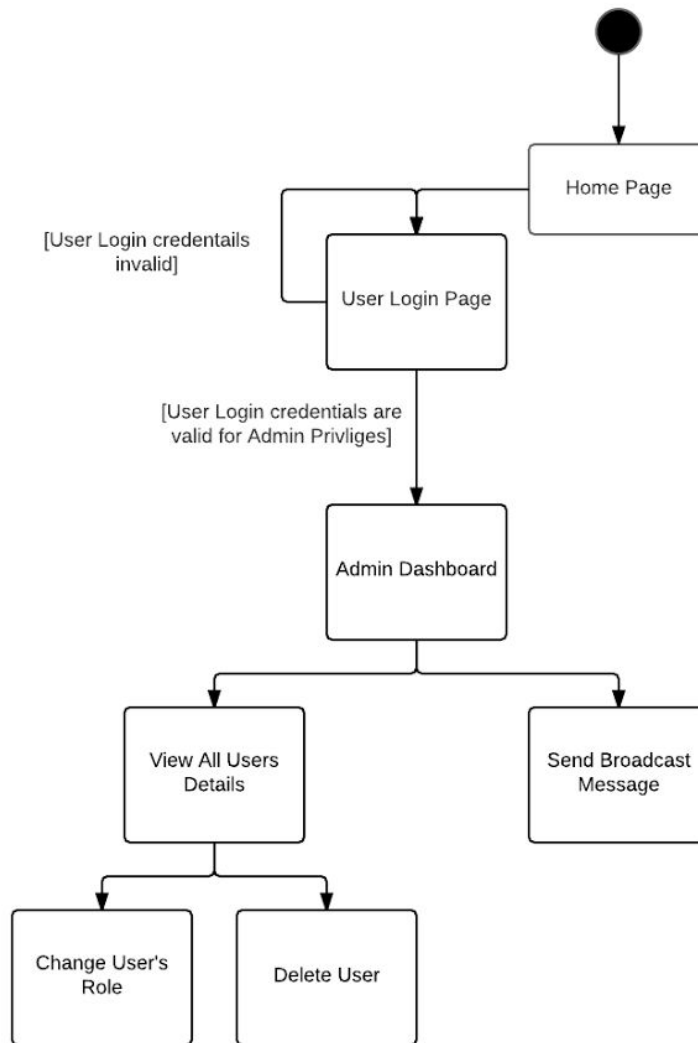 Home Page
[User Login credentails
invalid]
User Login Page
[User Login credentials are
valid for Admin Privliges]
Admin Dashboard
View All Users
Details
Send Broadcast
Message
Change User's
Role
Delete User